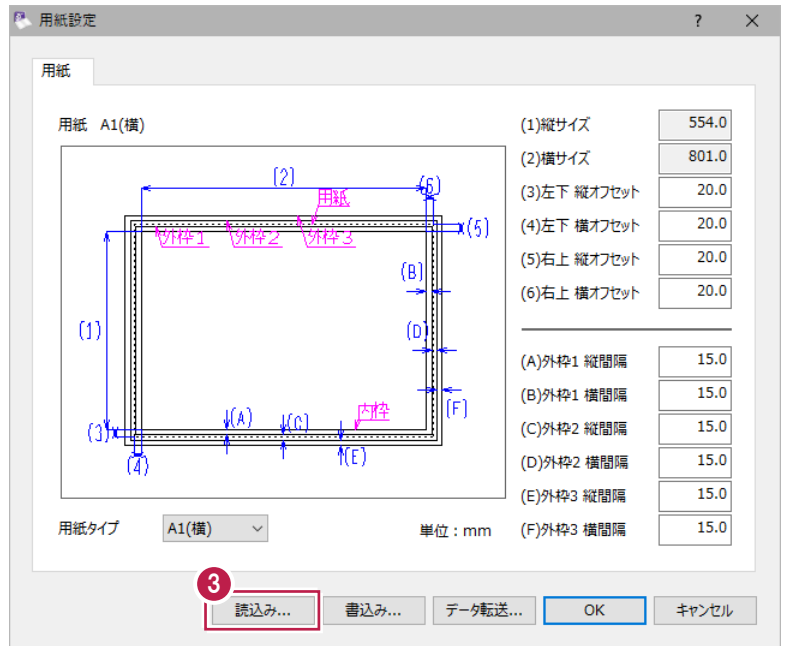 用紙設定
? ×
用紙
用紙 A1(横)
(1)縦サイズ 554.0
(2)横サイズ 801.0
(3)左下 縦オフセット 20.0
(4)左下 横オフセット 20.0
(5)右上 縦オフセット 20.0
(6)右上 横オフセット 20.0
(2)
(6)
用紙
(5)
外枠1
外枠2
外枠3
(B)
(1)
(D)
(A)
(C)
内枠
(F)
(3)
(4)
(E)
(A)外枠1 縦間隔 15.0
(B)外枠1 横間隔 15.0
(C)外枠2 縦間隔 15.0
(D)外枠2 横間隔 15.0
(E)外枠3 縦間隔 15.0
(F)外枠3 横間隔 15.0
用紙タイプ A1(横) 単位：mm
3
読込み... 書込み... データ転送... OK キャンセル